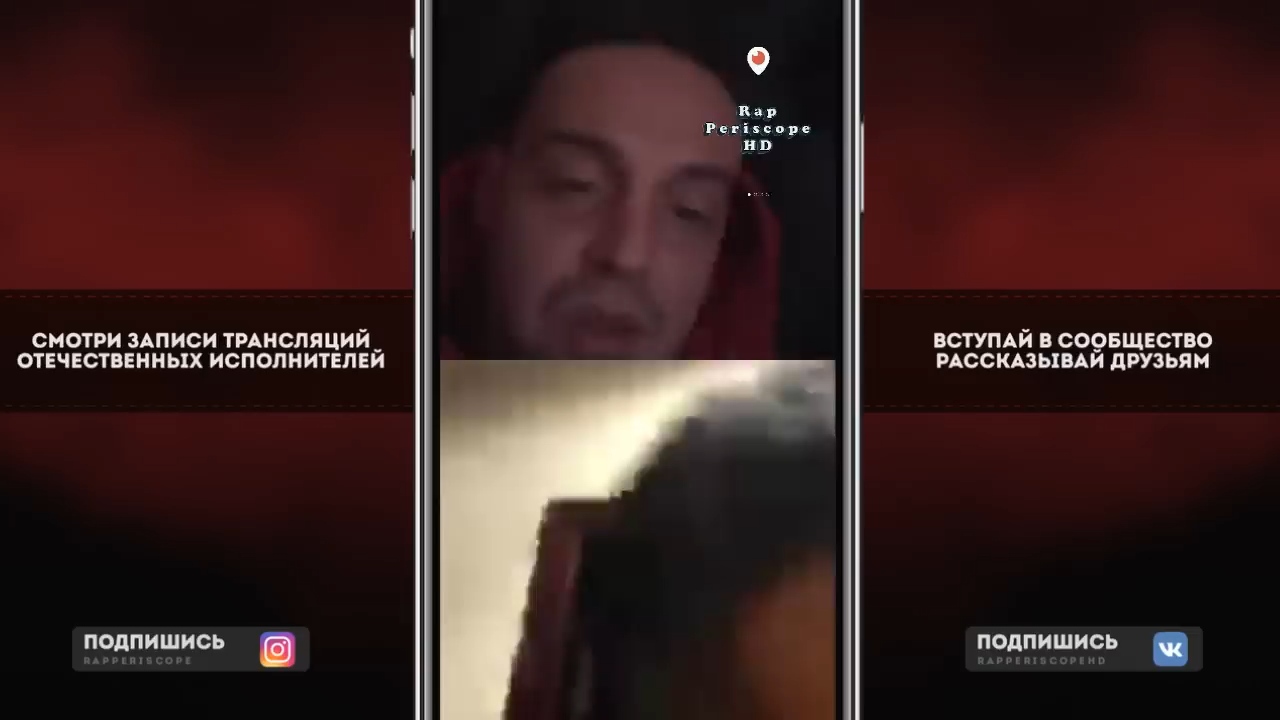 Rap
Periscope
HD
СМОТРИ ЗАПИСИ ТРАНСЛЯЦИЙ
ОТЕЧЕСТВЕННЫХ ИСПОЛНИТЕЛЕЙ
ВСТУПАЙ В СООБЩЕСТВО
РАССКАЗЫВАЙ ДРУЗЬЯМ
ПОДПИШИСЬ
RAPPERISCOPE
ПОДПИШИСЬ
RAPPERISCOPEHD